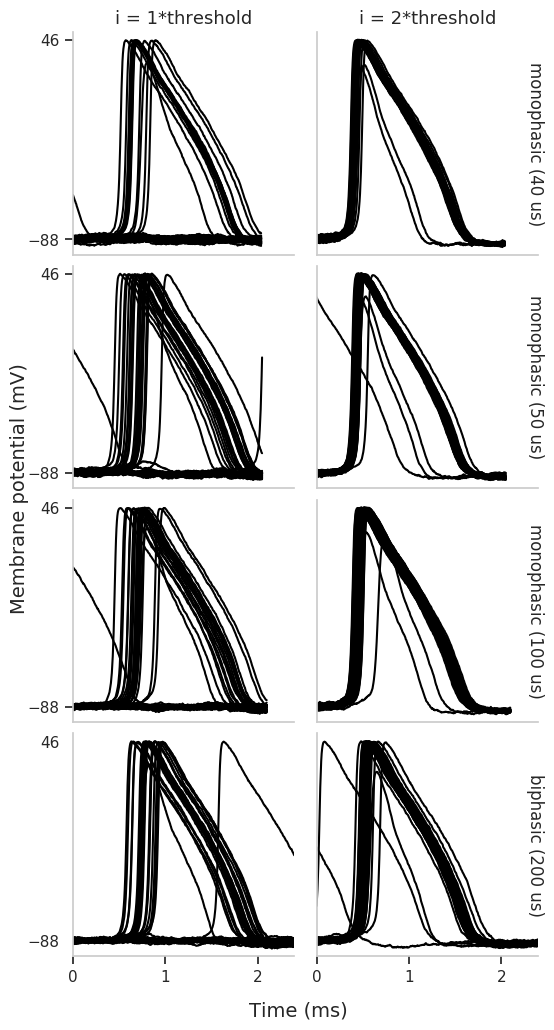 i = 1*threshold
i = 2*threshold
46
−88
monophasic (40 us)
46
−88
monophasic (50 us)
Membrane potential (mV)
46
−88
monophasic (100 us)
46
−88
biphasic (200 us)
0 1 2
0 1 2
Time (ms)